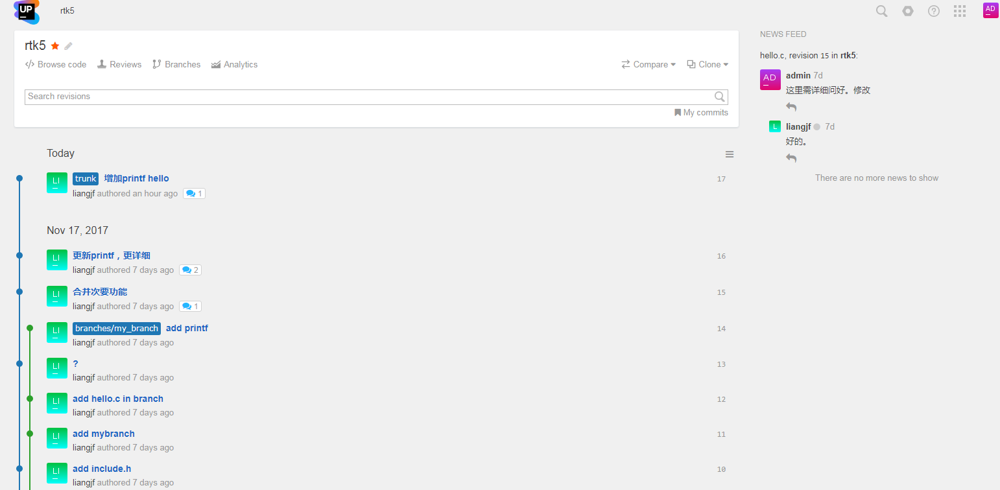 UP
rtk5
AD
rtk5
Browse code Reviews Branches Analytics
Compare Clone
Search revisions
My commits
Today
LI trunk 增加printf hello 17
liangjf authored an hour ago 1
Nov 17, 2017
LI 更新printf，更详细 16
liangjf authored 7 days ago 2
LI 合并次要功能 15
liangjf authored 7 days ago 1
LI branches/my_branch add printf 14
liangjf authored 7 days ago
LI ? 13
liangjf authored 7 days ago
LI add hello.c in branch 12
liangjf authored 7 days ago
LI add mybranch 11
liangjf authored 7 days ago
LI add include.h 10
liangjf authored 7 days ago
NEWS FEED
hello.c, revision 15 in rtk5:
AD admin 7d
这里需详细问好。修改
L liangjf 7d
好的。
There are no more news to show